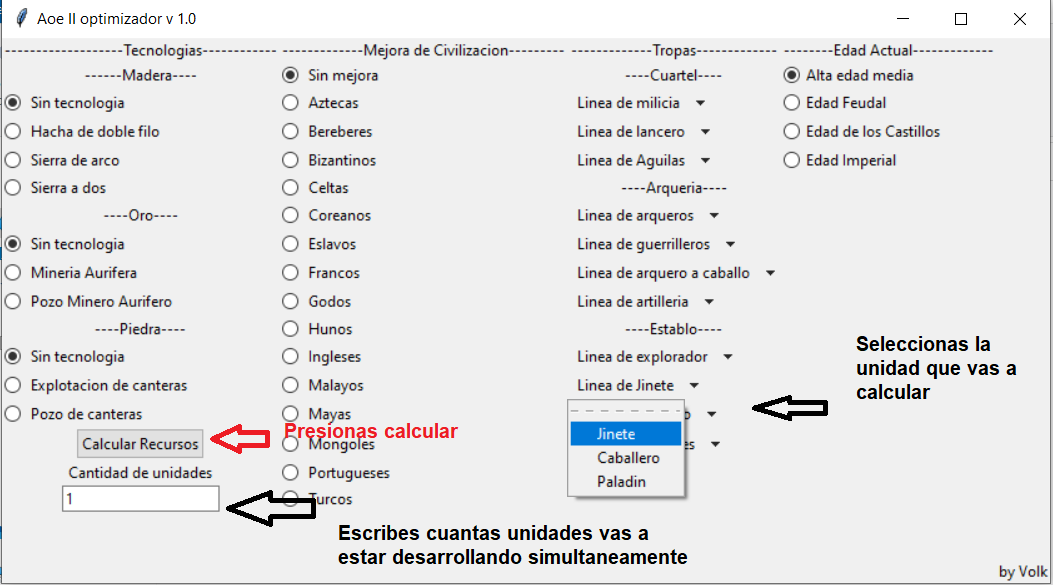 Aoe II optimizador v 1.0
------------------Tecnologias-----------
------Madera----
Sin tecnologia
Hacha de doble filo
Sierra de arco
Sierra a dos
----Oro----
Sin tecnologia
Mineria Aurifera
Pozo Minero Aurifero
----Piedra----
Sin tecnologia
Explotacion de canteras
Pozo de canteras
Calcular Recursos
Cantidad de unidades
1
------------Mejora de Civilizacion--------
Sin mejora
Aztecas
Bereberes
Bizantinos
Celtas
Coreanos
Eslavos
Francos
Godos
Hunos
Ingleses
Malayos
Mayas
Mongoles
Portugueses
Turcos
------------Tropas------------
----Cuartel----
Linea de milicia
Linea de lancero
Linea de Aguilas
----Arqueria----
Linea de arqueros
Linea de guerrilleros
Linea de arquero a caballo
Linea de artilleria
----Establo----
Linea de explorador
Linea de Jinete
o
es
Jinete
Caballero
Paladin
-------Edad Actual------------
Alta edad media
Edad Feudal
Edad de los Castillos
Edad Imperial
Seleccionas la
unidad que vas a
calcular
Presionas calcular
Escribes cuantas unidades vas a
estar desarrollando simultaneamente
by Volk